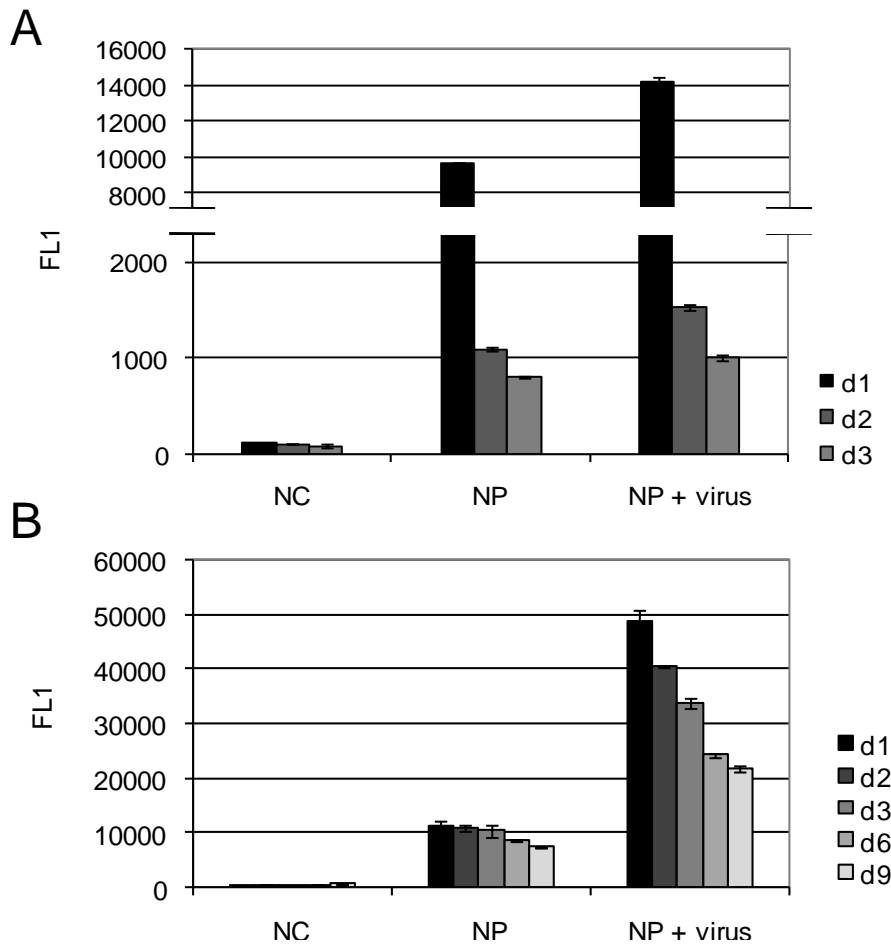 A
16000
14000
12000
10000
8000
2000
1000
0
FL1
NC NP NP + virus
d1
d2
d3
B
60000
50000
40000
30000
20000
10000
0
FL1
NC NP NP + virus
d1
d2
d3
d6
d9